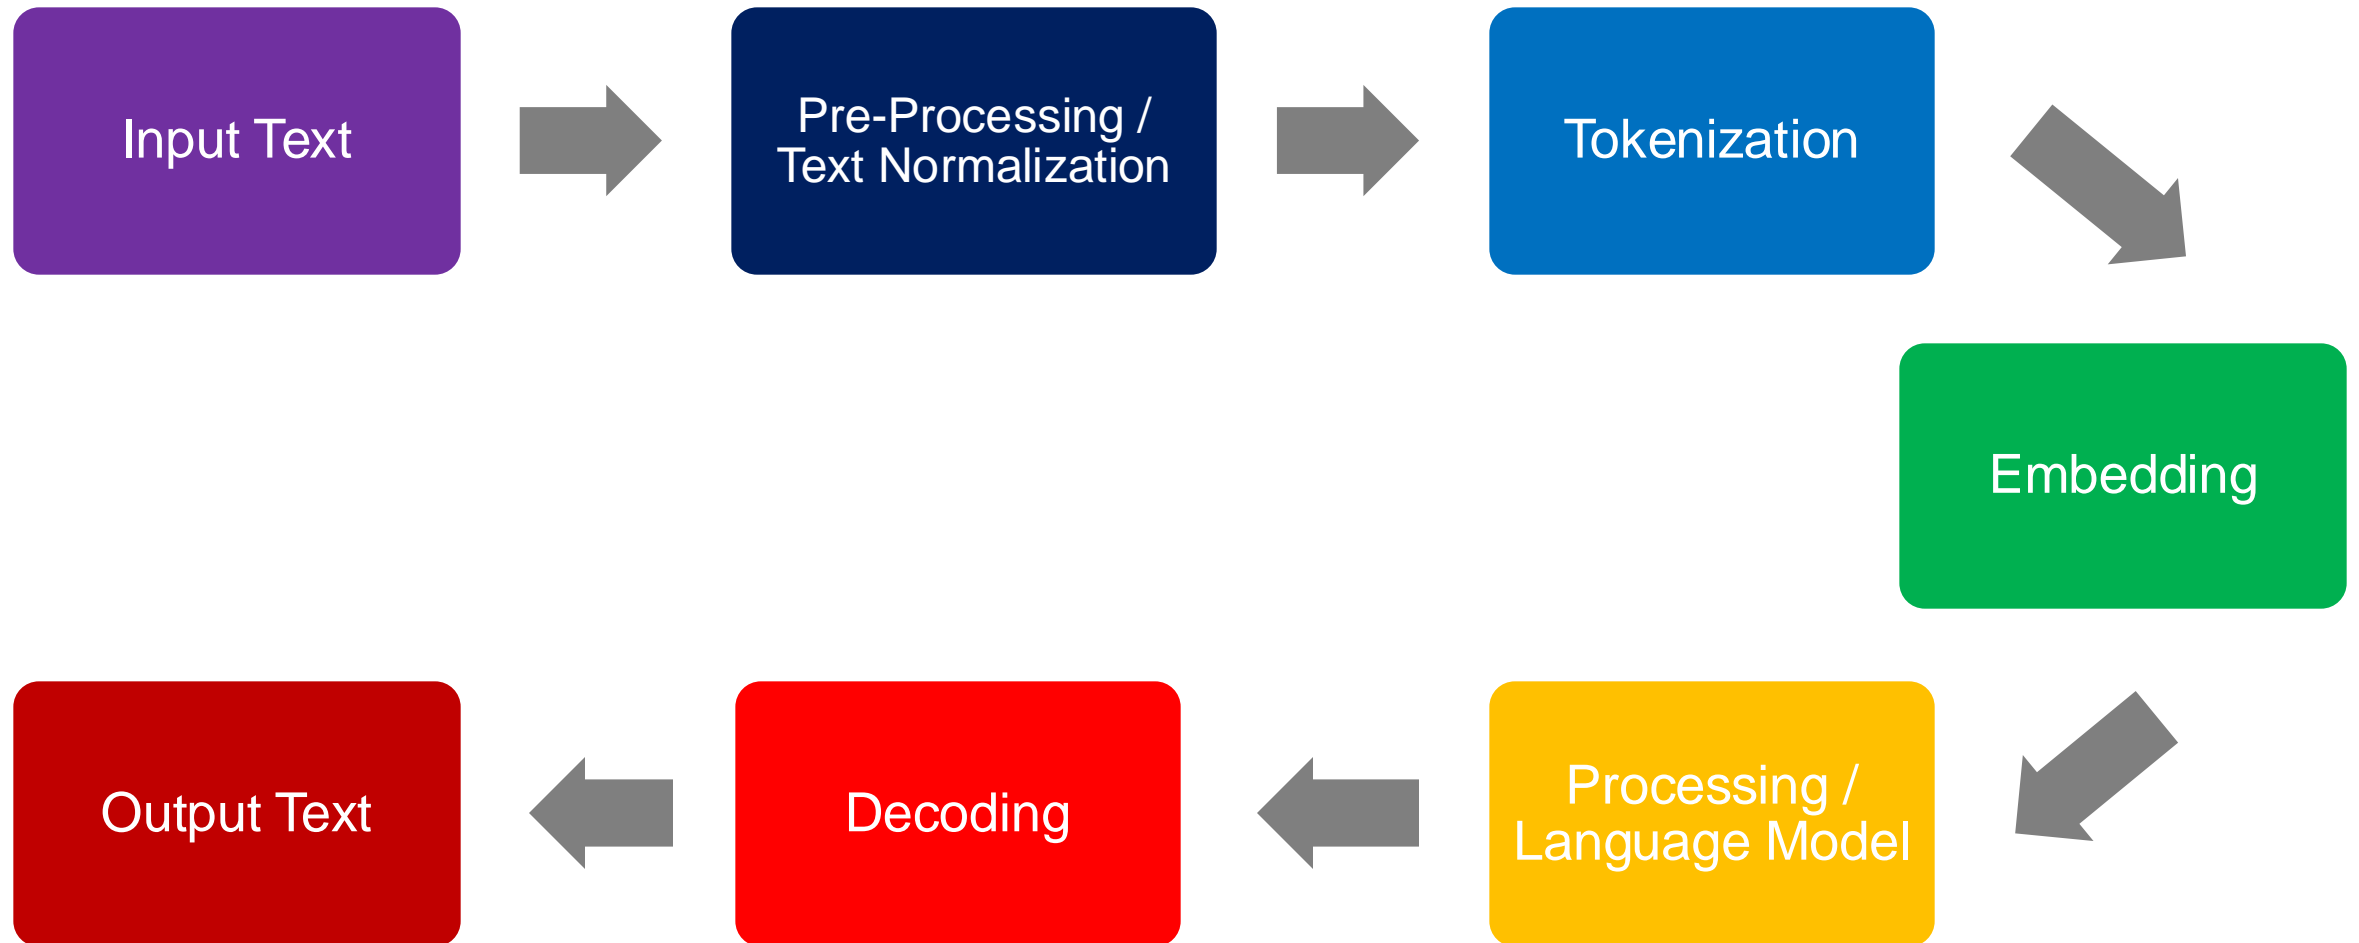 Input Text
Pre-Processing /
Text Normalization
Tokenization
Embedding
Processing /
Language Model
Decoding
Output Text